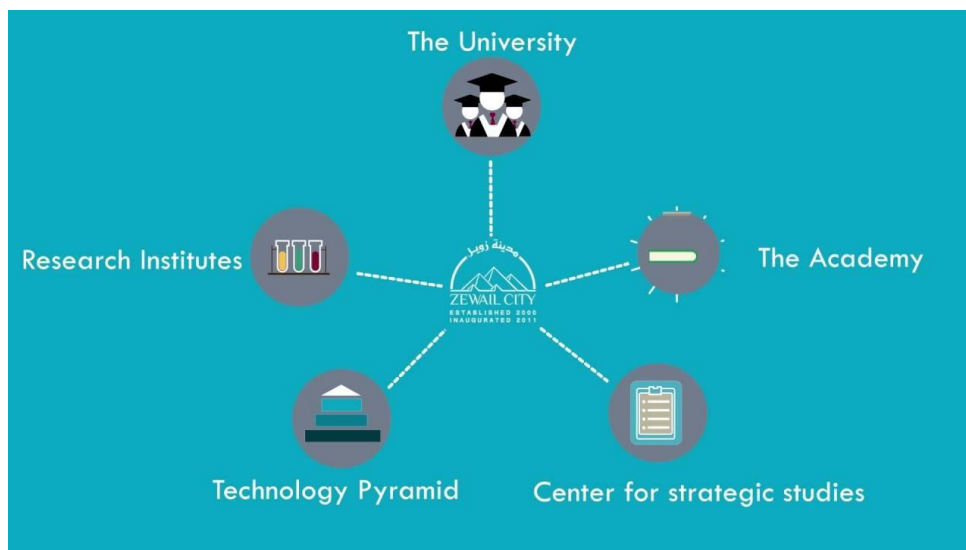 The University
Research Institutes
مدينة زويل
ZEWAIL CITY
ESTABLISHED 2000
INAUGURATED 2011
The Academy
Technology Pyramid
Center for strategic studies